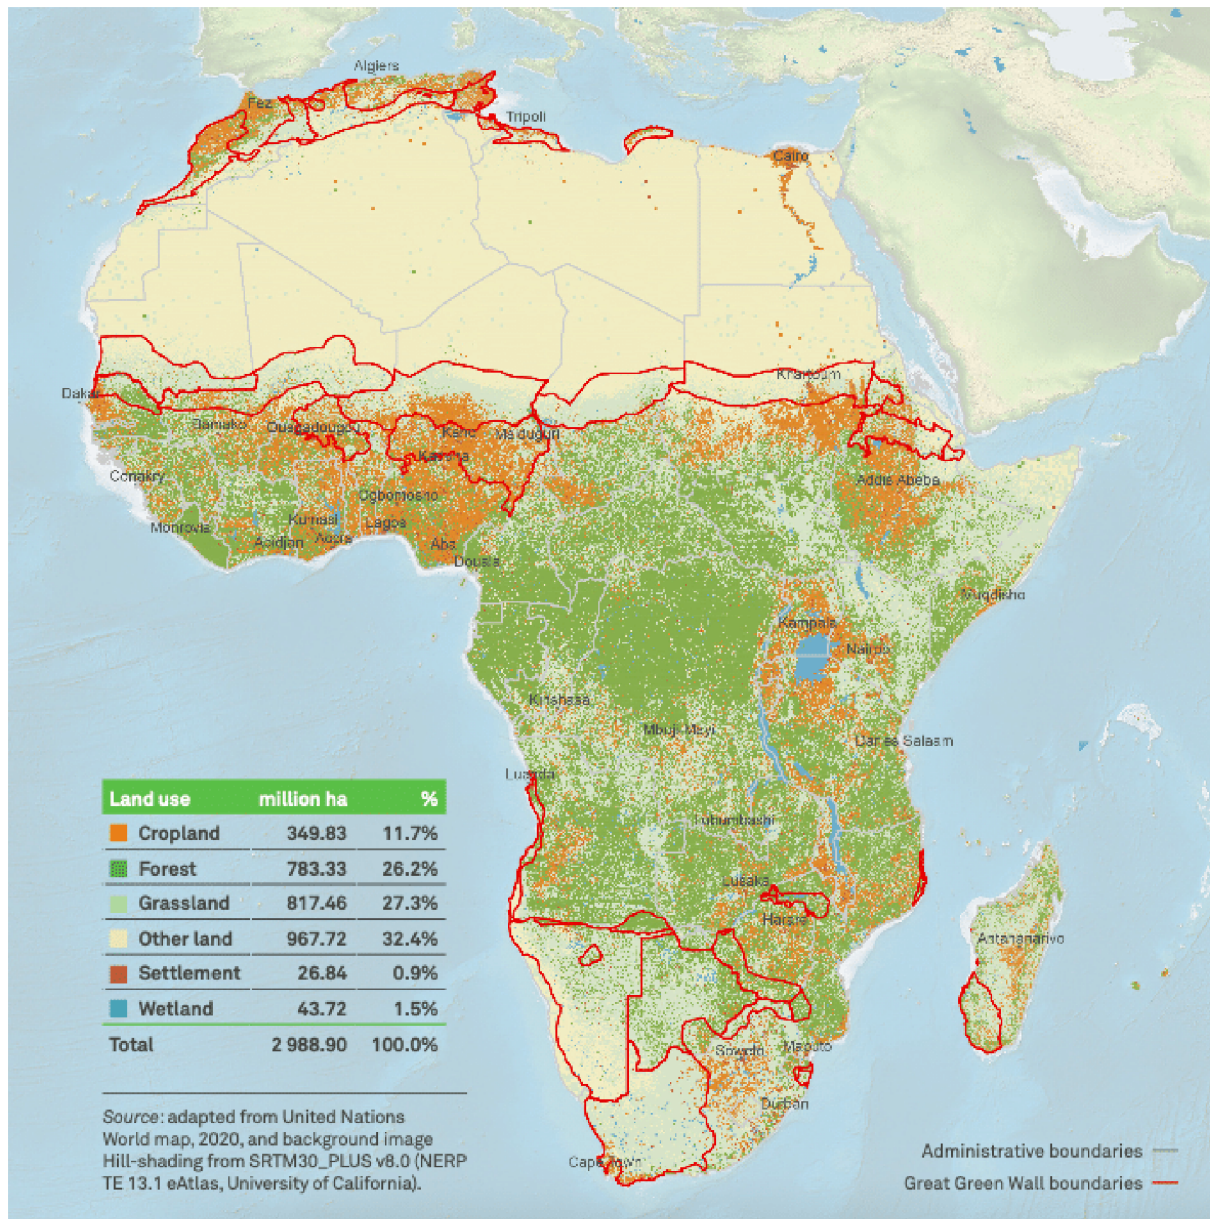 Algiers
Fez
Tripoli
Cairo
Khartoum
Dakar
Bamako
Ouagadougou
Kano
Maiduguri
Kaduna
Conakry
Addis Ababa
Ogbomosho
Kumasi
Lagos
Monrovia
Abidjan
Accra
Aba
Douala
Muqdisho
Kampala
Nairobi
Kinshasa
Mbuji-Mayi
Dar es Salaam
Luanda
Land use million ha %
Cropland 349.83 11.7%
Forest 783.33 26.2%
Grassland 817.46 27.3%
Other land 967.72 32.4%
Settlement 26.84 0.9%
Wetland 43.72 1.5%
Total 2 988.90 100.0%
Lubumbashi
Lusaka
Harare
Antananarivo
Soweto
Maputo
Durban
Cape Town
Source: adapted from United Nations
World map, 2020, and background image
Hill-shading from SRTM30_PLUS v8.0 (NERP
TE 13.1 eAtlas, University of California).
Administrative boundaries
Great Green Wall boundaries